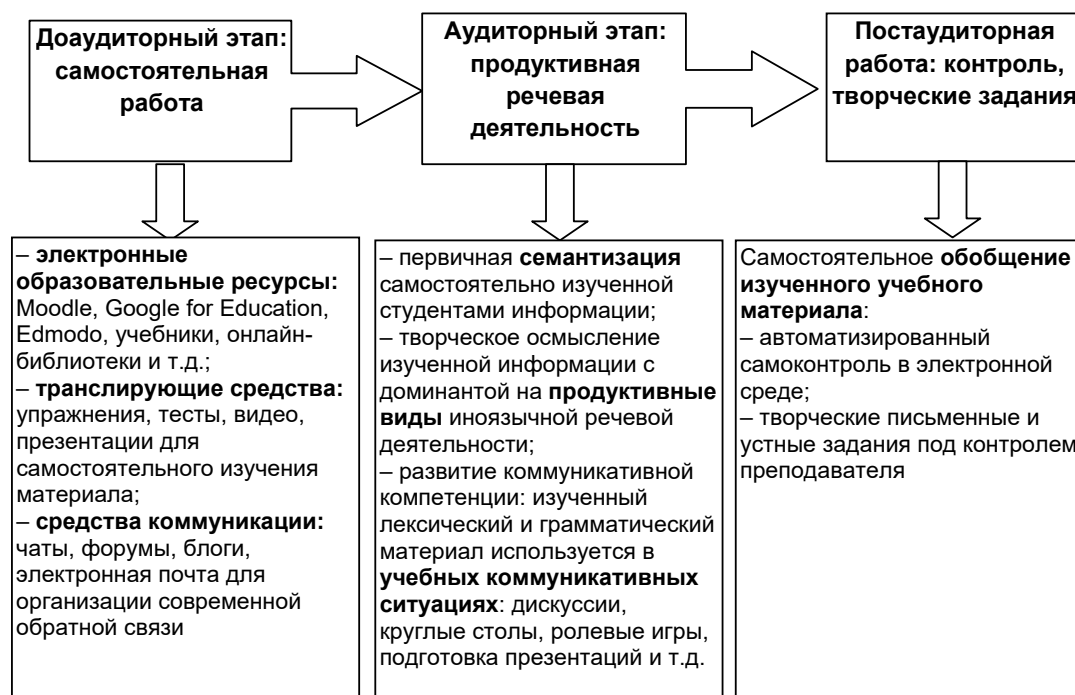 Доаудиторный этап:
самостоятельная
работа
Аудиторный этап:
продуктивная
речевая
деятельность
Постаудиторная
работа: контроль,
творческие задания
– электронные
образовательные ресурсы:
Moodle, Google for Education,
Edmodo, учебники, онлайн-
библиотеки и т.д.;
– транслирующие средства:
упражнения, тесты, видео,
презентации для
самостоятельного изучения
материала;
– средства коммуникации:
чаты, форумы, блоги,
электронная почта для
организации современной
обратной связи
– первичная семантизация
самостоятельно изученной
студентами информации;
– творческое осмысление
изученной информации с
доминантой на продуктивные
виды иноязычной речевой
деятельности;
– развитие коммуникативной
компетенции: изученный
лексический и грамматический
материал используется в
учебных коммуникативных
ситуациях: дискуссии,
круглые столы, ролевые игры,
подготовка презентаций и т.д.
Самостоятельное обобщение
изученного учебного
материала:
– автоматизированный
самоконтроль в электронной
среде;
– творческие письменные и
устные задания под контролем
преподавателя